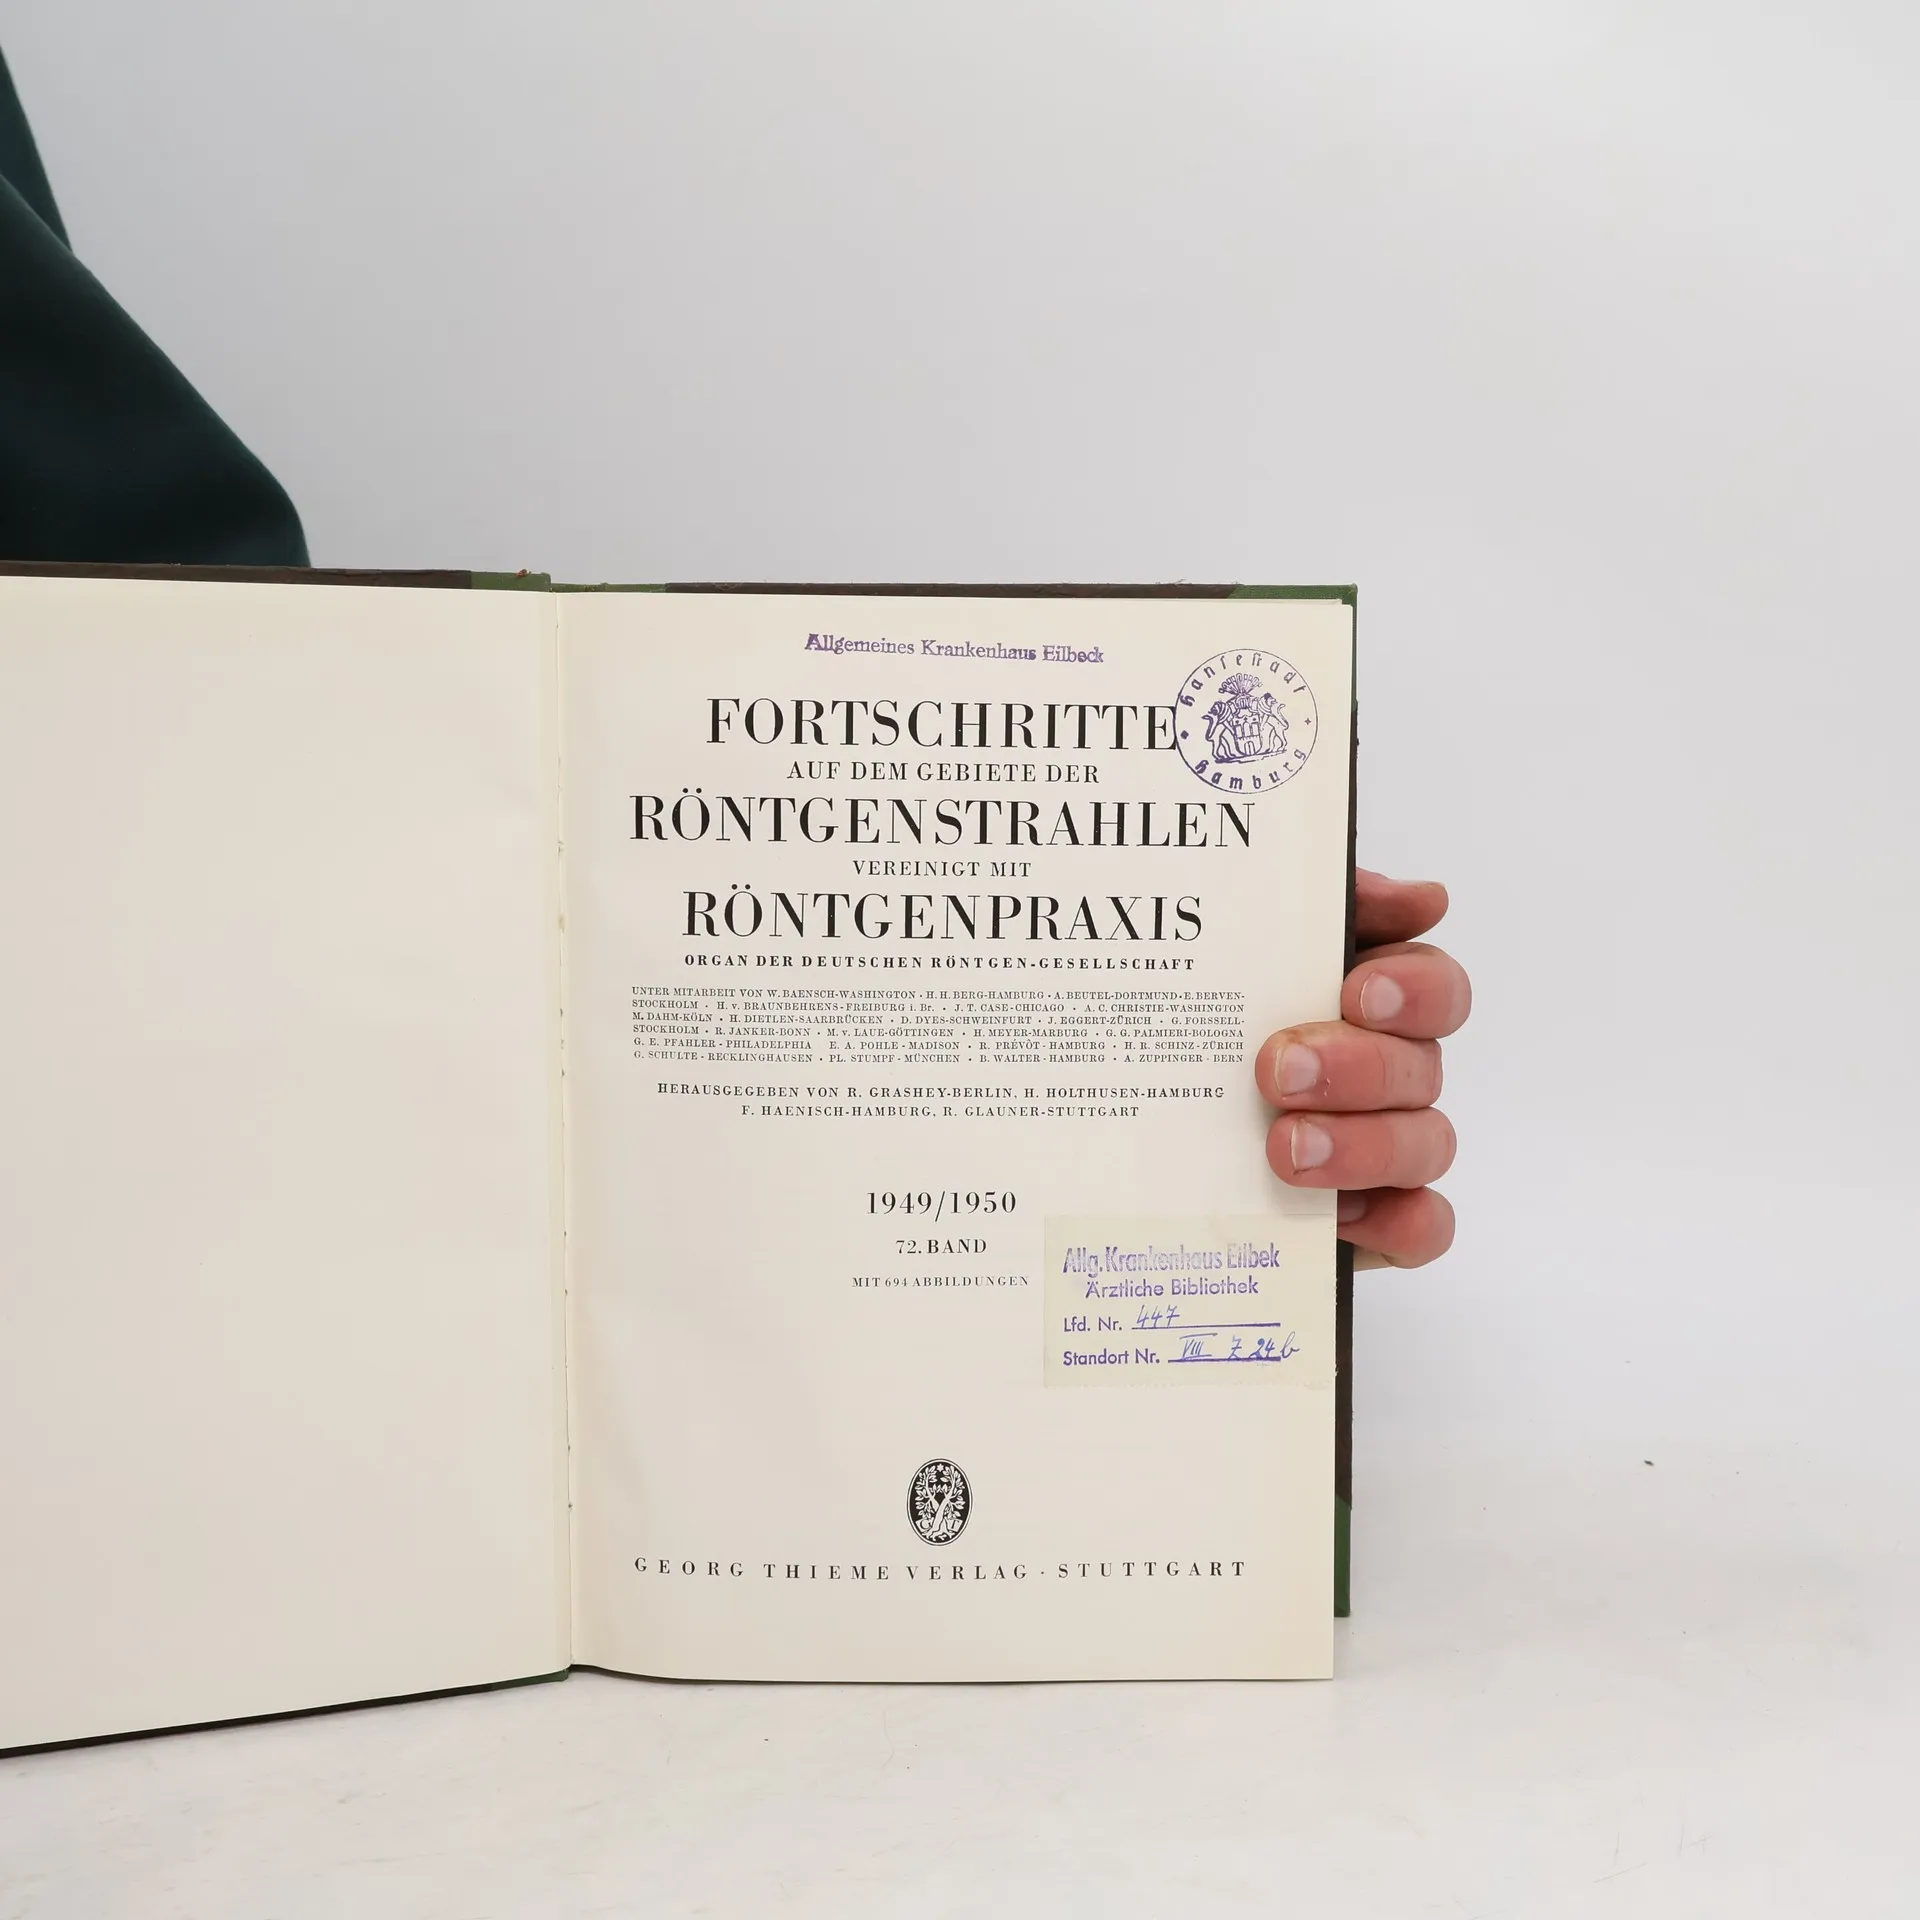 Allgemeines Krankenhaus Eilbeck
Hansestadt
Hamburg
FORTSCHRITTE
AUF DEM GEBIETE DER
RÖNTGENSTRAHLEN
VEREINIGT MIT
RÖNTGENPRAXIS
ORGAN DER DEUTSCHEN RÖNTGEN-GESELLSCHAFT
UNTER MITARBEIT VON W. BAENSCH-WASHINGTON · H. H. BERG-HAMBURG · A. BEUTEL-DORTMUND · E. BERVEN-
STOCKHOLM · H. v. BRAUNBEHRENS-FREIBURG i. Br. · J. T. CASE-CHICAGO · A. C. CHRISTIE-WASHINGTON
M. DAHM-KÖLN · H. DIETLEN-SAARBRÜCKEN · D. DYES-SCHWEINFURT · J. EGGERT-ZÜRICH · G. FORSSELL-
STOCKHOLM · R. JANKER-BONN · M. v. LAUE-GÖTTINGEN · H. MEYER-MARBURG · G. G. PALMIERI-BOLOGNA
G. E. PFAHLER-PHILADELPHIA E. A. POHLE-MADISON · R. PRÉVÔT-HAMBURG · H. R. SCHINZ-ZÜRICH
G. SCHULTE-RECKLINGHAUSEN · PL. STUMPF-MÜNCHEN · B. WALTER-HAMBURG · A. ZUPPINGER-BERN
HERAUSGEGEBEN VON R. GRASHEY-BERLIN, H. HOLTHUSEN-HAMBURG
F. HAENISCH-HAMBURG, R. GLAUNER-STUTTGART
1949/1950
72. BAND
MIT 694 ABBILDUNGEN
Allg. Krankenhaus Eilbek
Ärztliche Bibliothek
Lfd. Nr. 447
Standort Nr. VIII Z 24 b
G T
GEORG THIEME VERLAG · STUTTGART